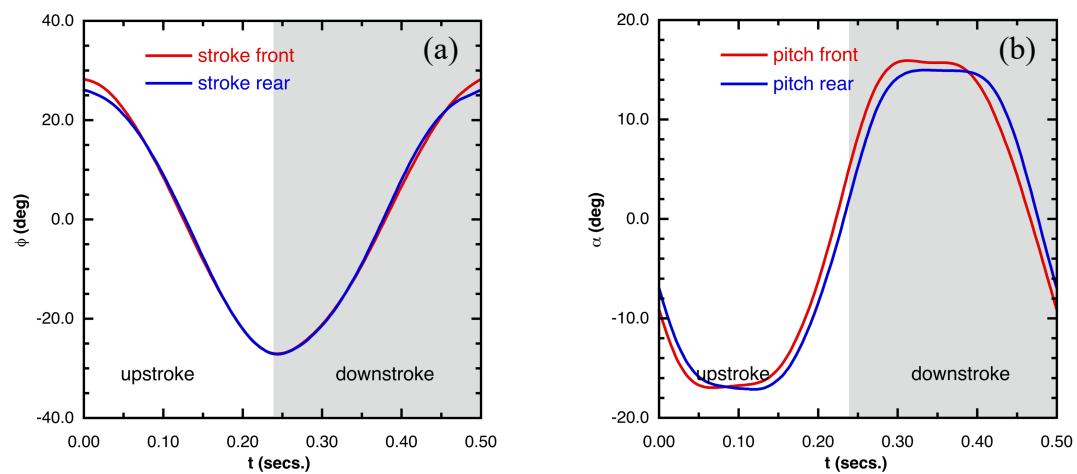 40.0
20.0
0.0
-20.0
-40.0
ϕ (deg)
(a)
stroke front
stroke rear
upstroke
downstroke
0.00
0.10
0.20
0.30
0.40
0.50
t (secs.)
20.0
10.0
0.0
-10.0
-20.0
α (deg)
(b)
pitch front
pitch rear
upstroke
downstroke
0.00
0.10
0.20
0.30
0.40
0.50
t (secs.)